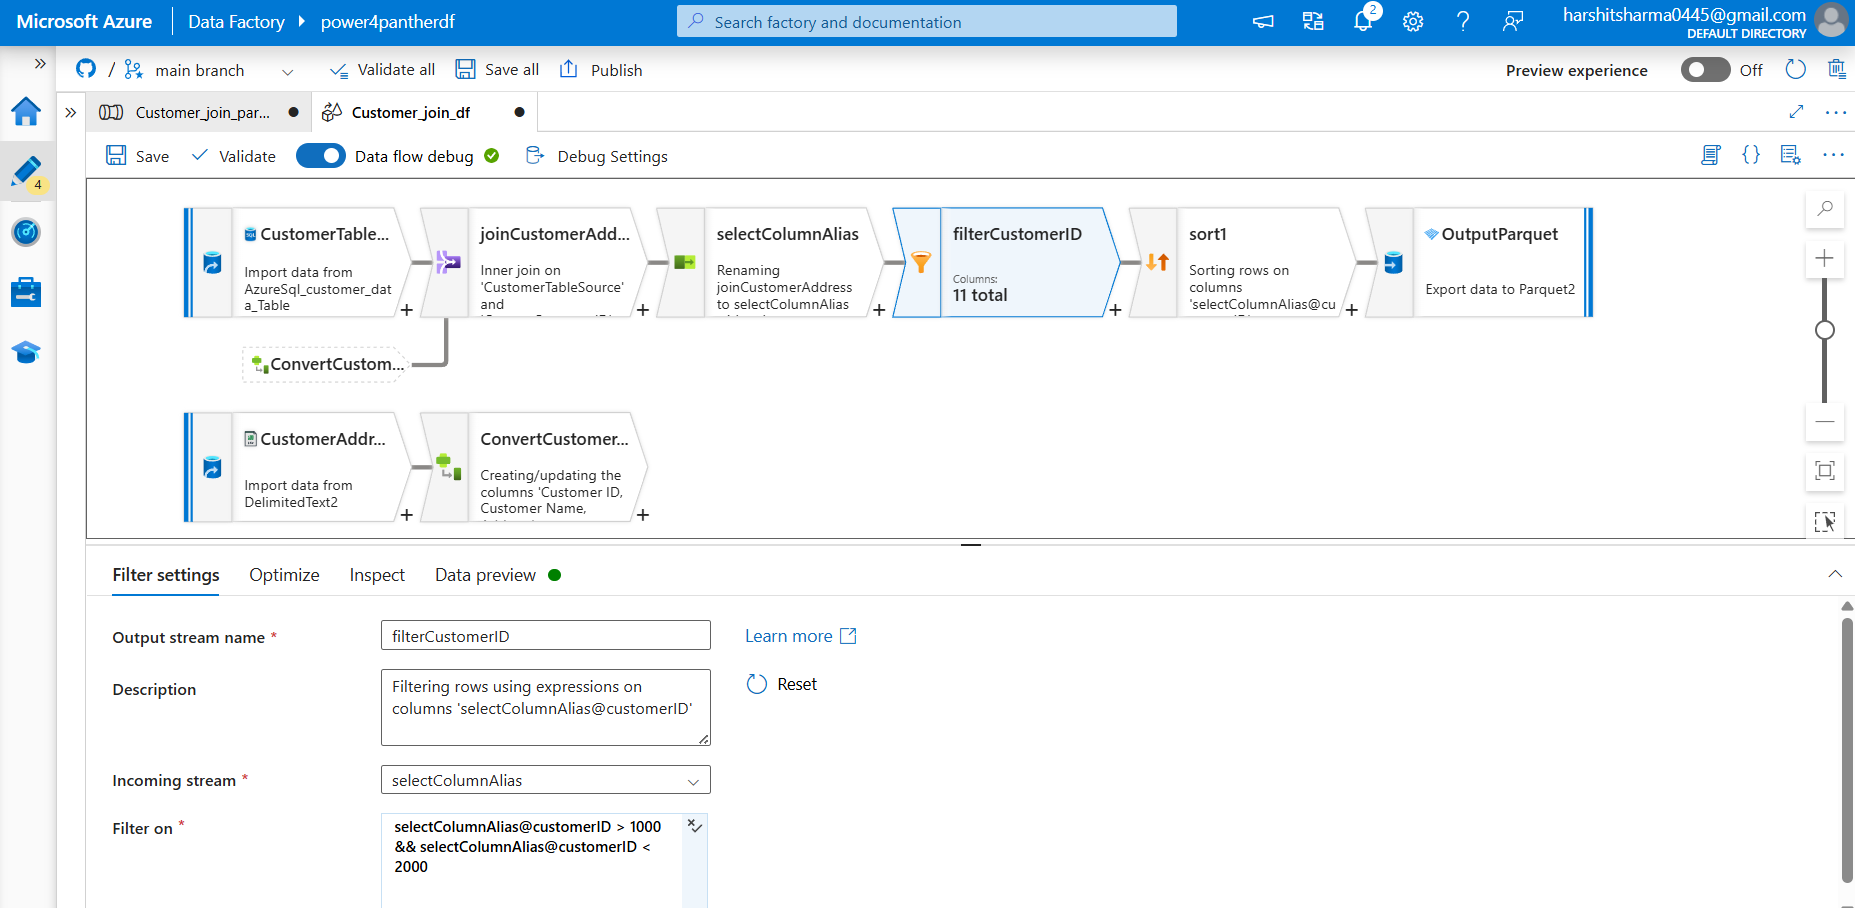 Microsoft Azure
Data Factory
power4pantherdf
Search factory and documentation
2
harshitsharma0445@gmail.com
DEFAULT DIRECTORY
/
main branch
Validate all
Save all
Publish
Preview experience
Off
Customer_join_par...
Customer_join_df
Save
Validate
Data flow debug
Debug Settings
{}
4
CustomerTable...
Import data from
AzureSql_customer_dat
a_Table
+
joinCustomerAdd...
Inner join on
'CustomerTableSource'
and
+
selectColumnAlias
Renaming
joinCustomerAddress
to selectColumnAlias
+
filterCustomerID
Columns:
11 total
+
sort1
Sorting rows on
columns
'selectColumnAlias@cu
+
OutputParquet
Export data to Parquet2
ConvertCustom...
CustomerAddr...
Import data from
DelimitedText2
+
ConvertCustomer...
Creating/updating the
columns 'Customer ID,
Customer Name,
+
Filter settings
Optimize
Inspect
Data preview
Output stream name *
filterCustomerID
Learn more
Description
Filtering rows using expressions on
columns 'selectColumnAlias@customerID'
Reset
Incoming stream *
selectColumnAlias
Filter on *
selectColumnAlias@customerID > 1000
&& selectColumnAlias@customerID <
2000